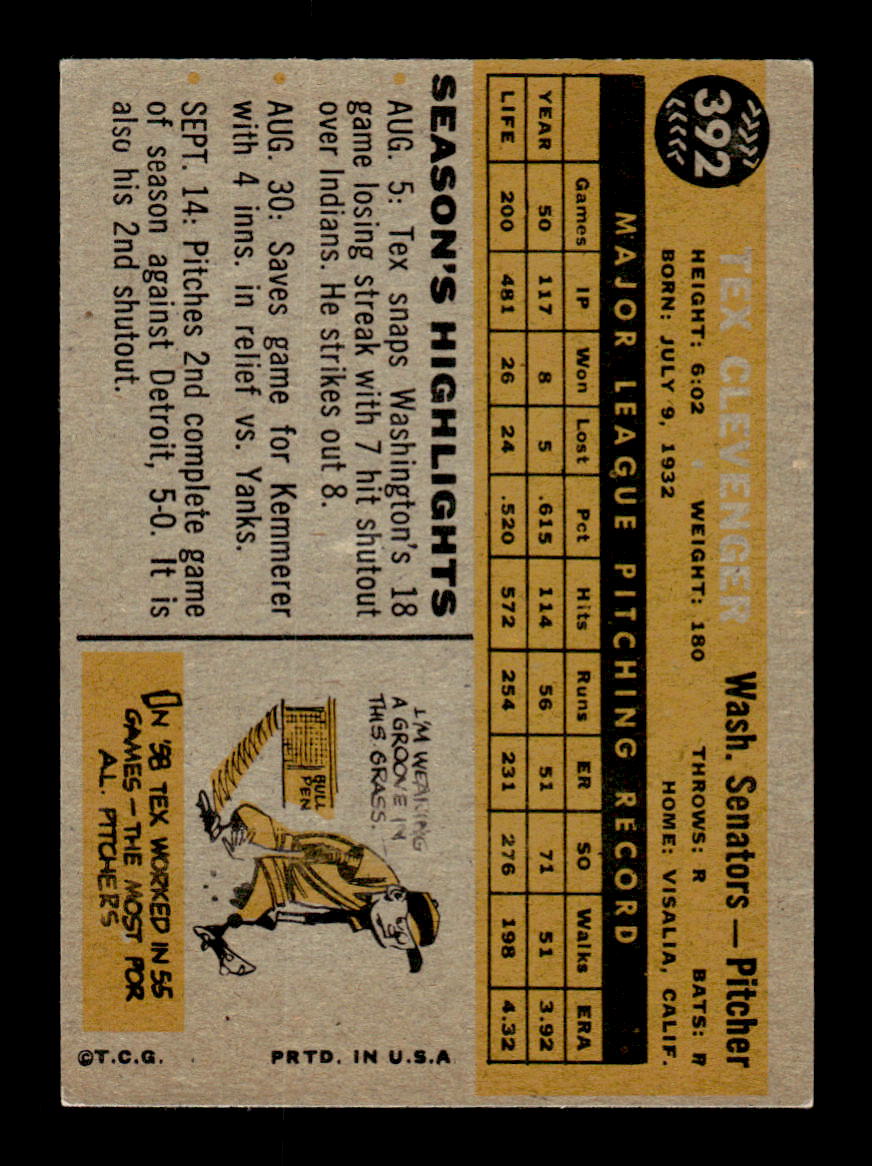 392
TEX CLEVENGER Wash. Senators — Pitcher
HEIGHT: 6:02 WEIGHT: 180 THROWS: R BATS: R
BORN: JULY 9, 1932 HOME: VISALIA, CALIF.
MAJOR LEAGUE PITCHING RECORD
Games IP Won Lost Pct Hits Runs ER SO Walks ERA
YEAR 50 117 8 5 .615 114 56 51 71 51 3.92
LIFE 200 481 26 24 .520 572 254 231 276 198 4.32
SEASON'S HIGHLIGHTS
• AUG. 5: Tex snaps Washington's 18
game losing streak with 7 hit shutout
over Indians. He strikes out 8.
• AUG. 30: Saves game for Kemmerer
with 4 inns. in relief vs. Yanks.
• SEPT. 14: Pitches 2nd complete game
of season against Detroit, 5-0. It is
also his 2nd shutout.
I'M WEARING
A GROOVE IN
THIS GRASS.
BULL
PEN
IN '58 TEX WORKED IN 55
GAMES — THE MOST FOR
A.L. PITCHERS
©T.C.G. PRTD. IN U.S.A